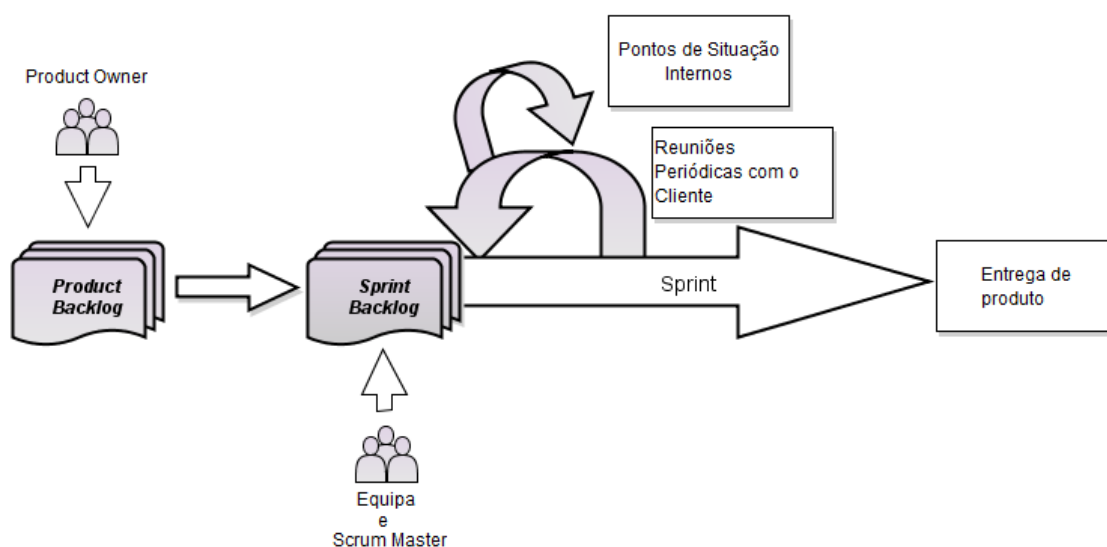 Product Owner
Product
Backlog
Sprint
Backlog
Pontos de Situação
Internos
Reuniões
Periódicas com o
Cliente
Sprint
Entrega de
produto
Equipa
e
Scrum Master